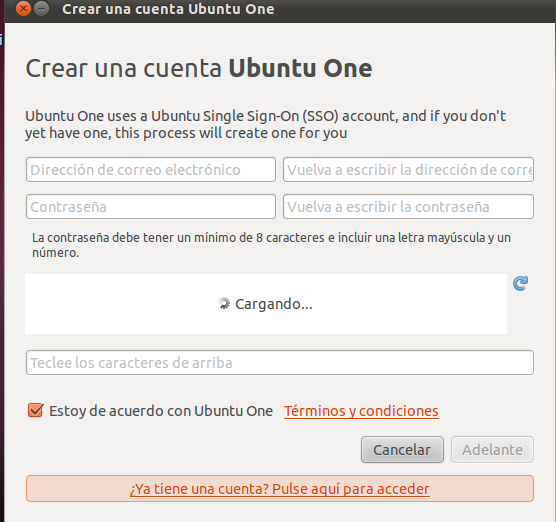 Crear una cuenta Ubuntu One
Crear una cuenta Ubuntu One
Ubuntu One uses a Ubuntu Single Sign-On (SSO) account, and if you don't
yet have one, this process will create one for you
Dirección de correo electrónico
Vuelva a escribir la dirección de corre
Contraseña
Vuelva a escribir la contraseña
La contraseña debe tener un mínimo de 8 caracteres e incluir una letra mayúscula y un
número.
Cargando...
Teclee los caracteres de arriba
Estoy de acuerdo con Ubuntu One Términos y condiciones
Cancelar
Adelante
¿Ya tiene una cuenta? Pulse aquí para acceder